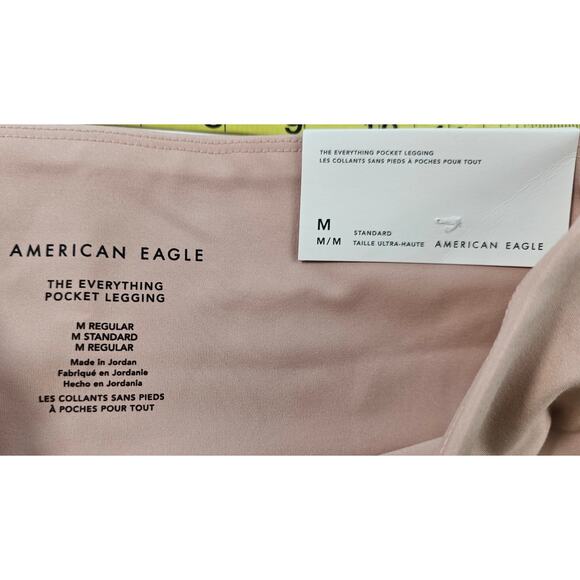 AMERICAN EAGLE
THE EVERYTHING
POCKET LEGGING
M REGULAR
M STANDARD
M REGULAR
Made in Jordan
Fabriqué en Jordanie
Hecho en Jordania
LES COLLANTS SANS PIEDS
À POCHES POUR TOUT
THE EVERYTHING POCKET LEGGING
LES COLLANTS SANS PIEDS À POCHES POUR TOUT
M
M/M
STANDARD
TAILLE ULTRA-HAUTE
AMERICAN EAGLE